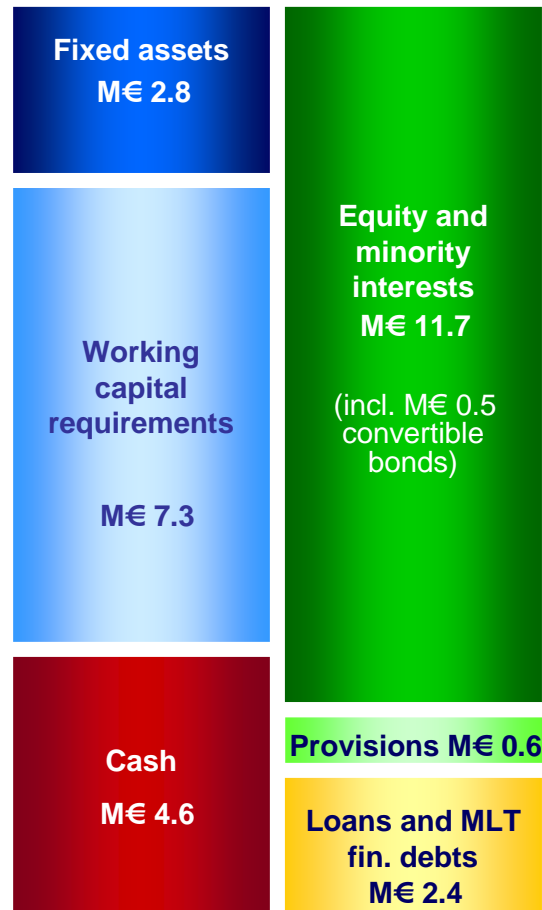 Fixed assets
M€ 2.8
Working
capital
requirements
M€ 7.3
Cash
M€ 4.6
Equity and
minority
interests
M€ 11.7
(incl. M€ 0.5
convertible
bonds)
Provisions M€ 0.6
Loans and MLT
fin. debts
M€ 2.4